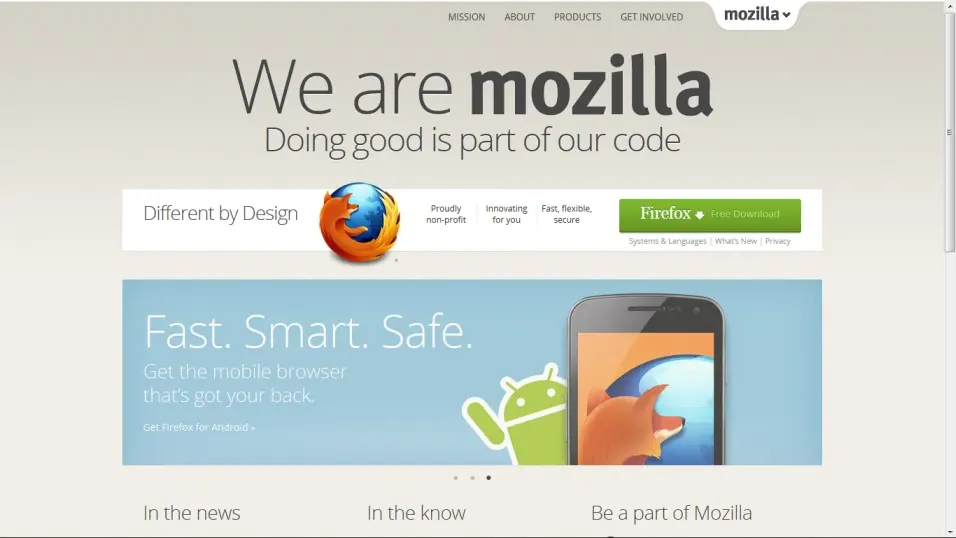 MISSION ABOUT PRODUCTS GET INVOLVED mozilla
We are mozilla
Doing good is part of our code
Different by Design
Proudly
non-profit
Innovating
for you
Fast, flexible,
secure
Firefox Free Download
Systems & Languages | What's New | Privacy
Fast. Smart. Safe.
Get the mobile browser
that's got your back.
Get Firefox for Android »
In the news In the know Be a part of Mozilla